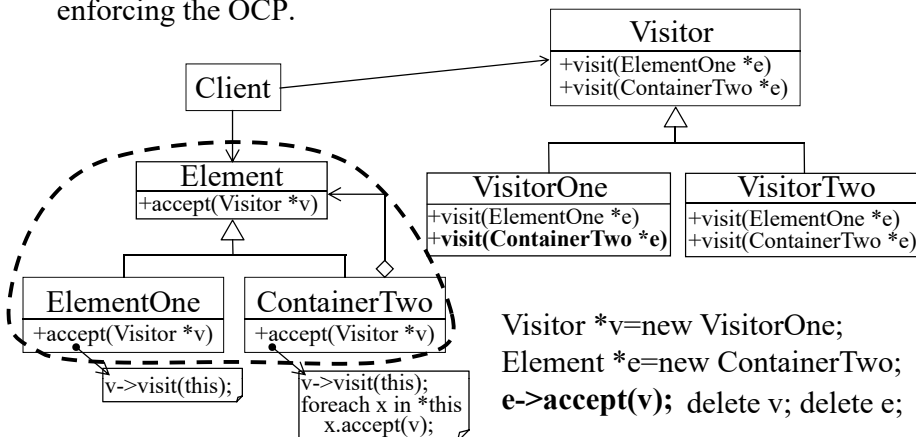 enforcing the OCP.
Visitor
+visit(ElementOne *e)
+visit(ContainerTwo *e)
Client
Element
+accept(Visitor *v)
VisitorOne
+visit(ElementOne *e)
+visit(ContainerTwo *e)
VisitorTwo
+visit(ElementOne *e)
+visit(ContainerTwo *e)
ElementOne
+accept(Visitor *v)
ContainerTwo
+accept(Visitor *v)
v->visit(this);
v->visit(this);
foreach x in *this
x.accept(v);
Visitor *v=new VisitorOne;
Element *e=new ContainerTwo;
e->accept(v); delete v; delete e;